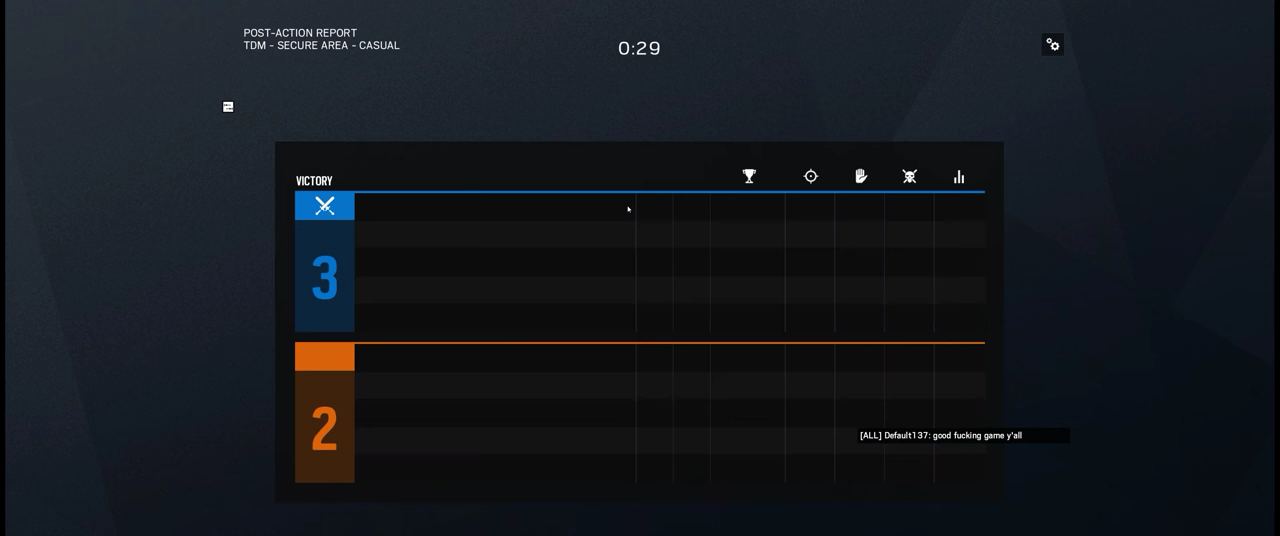 POST-ACTION REPORT
TDM - SECURE AREA - CASUAL
0:29
VICTORY
3
2
[ALL] Default137: good fucking game y'all